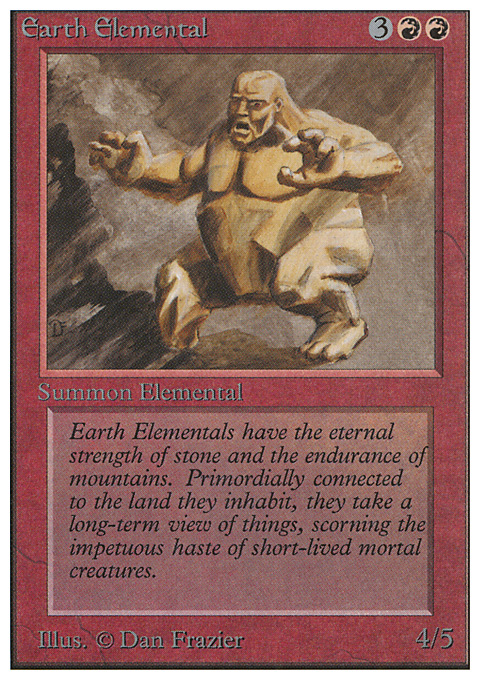 Earth Elemental
3
Summon Elemental
Earth Elementals have the eternal
strength of stone and the endurance of
mountains. Primordially connected
to the land they inhabit, they take a
long-term view of things, scorning the
impetuous haste of short-lived mortal
creatures.
Illus. © Dan Frazier
4/5